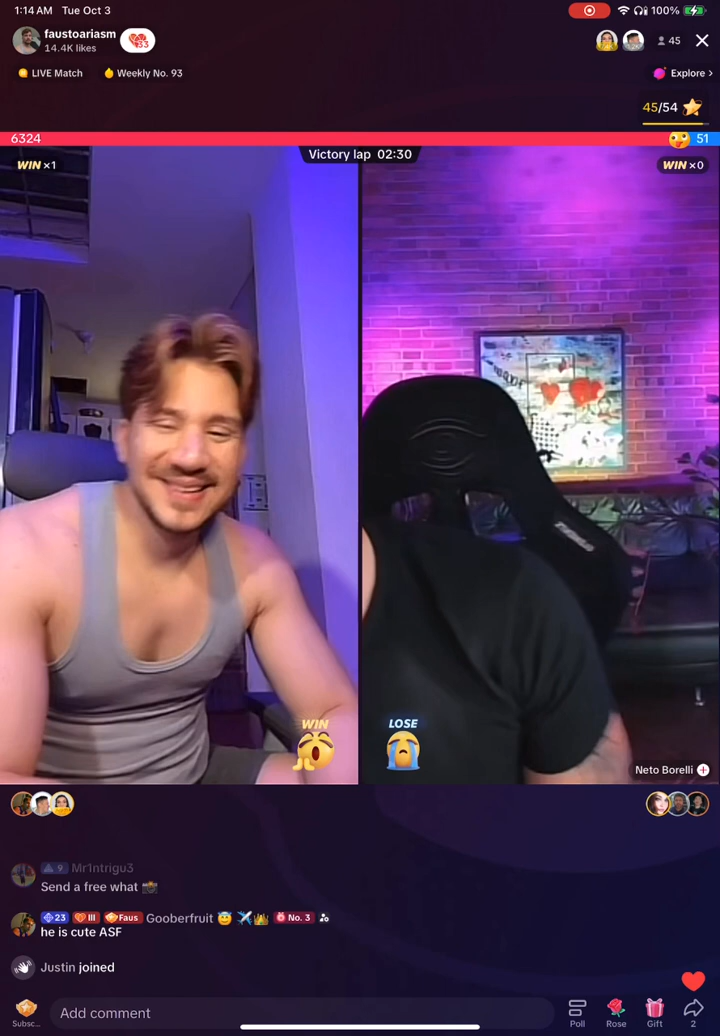 1:14 AM Tue Oct 3
100%
faustoariasm
14.4K likes
33
45
LIVE Match
Weekly No. 93
Explore >
45/54
6324
51
Victory lap 02:30
WIN x1
WIN x0
WIN
LOSE
Neto Borelli
9 Mr1ntrigu3
Send a free what 📸
23 III Faus Gooberfruit 😇 ✈️👑 No. 3
he is cute ASF
Justin joined
Add comment
Subsc...
Poll
Rose
Gift
2